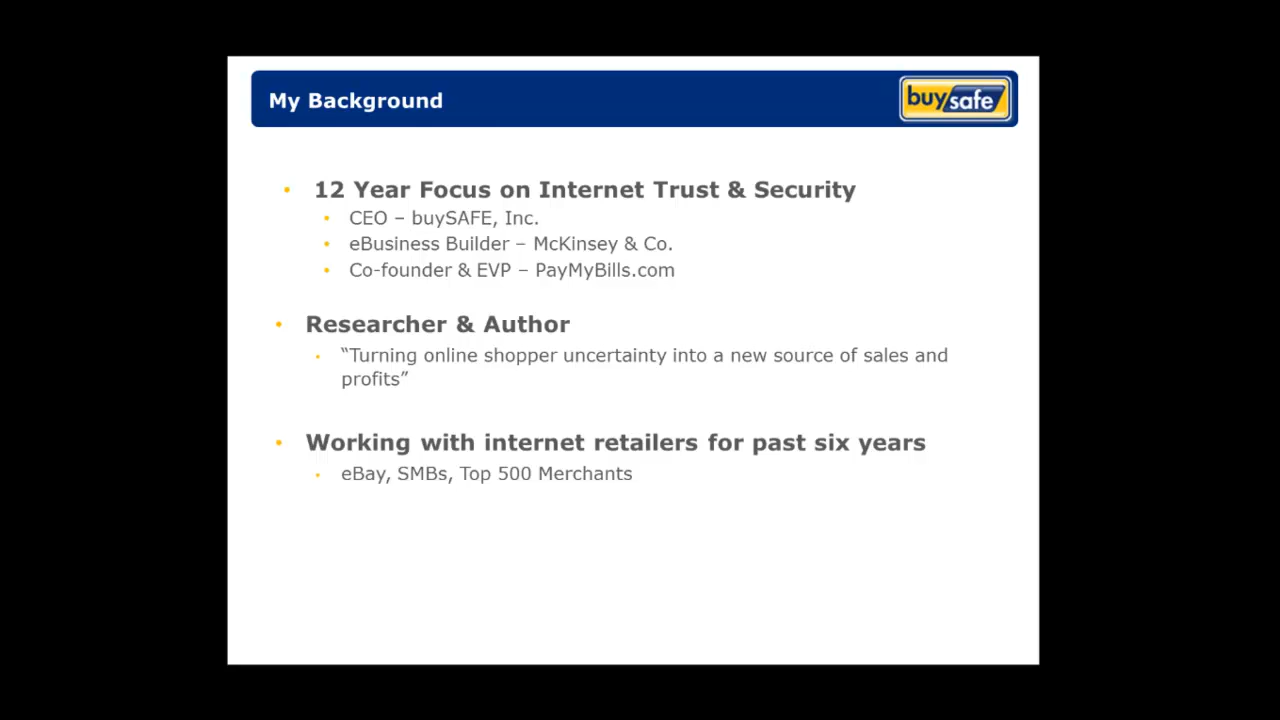 My Background
buy safe
• 12 Year Focus on Internet Trust & Security
• CEO – buySAFE, Inc.
• eBusiness Builder – McKinsey & Co.
• Co-founder & EVP – PayMyBills.com
• Researcher & Author
• “Turning online shopper uncertainty into a new source of sales and
profits”
• Working with internet retailers for past six years
• eBay, SMBs, Top 500 Merchants